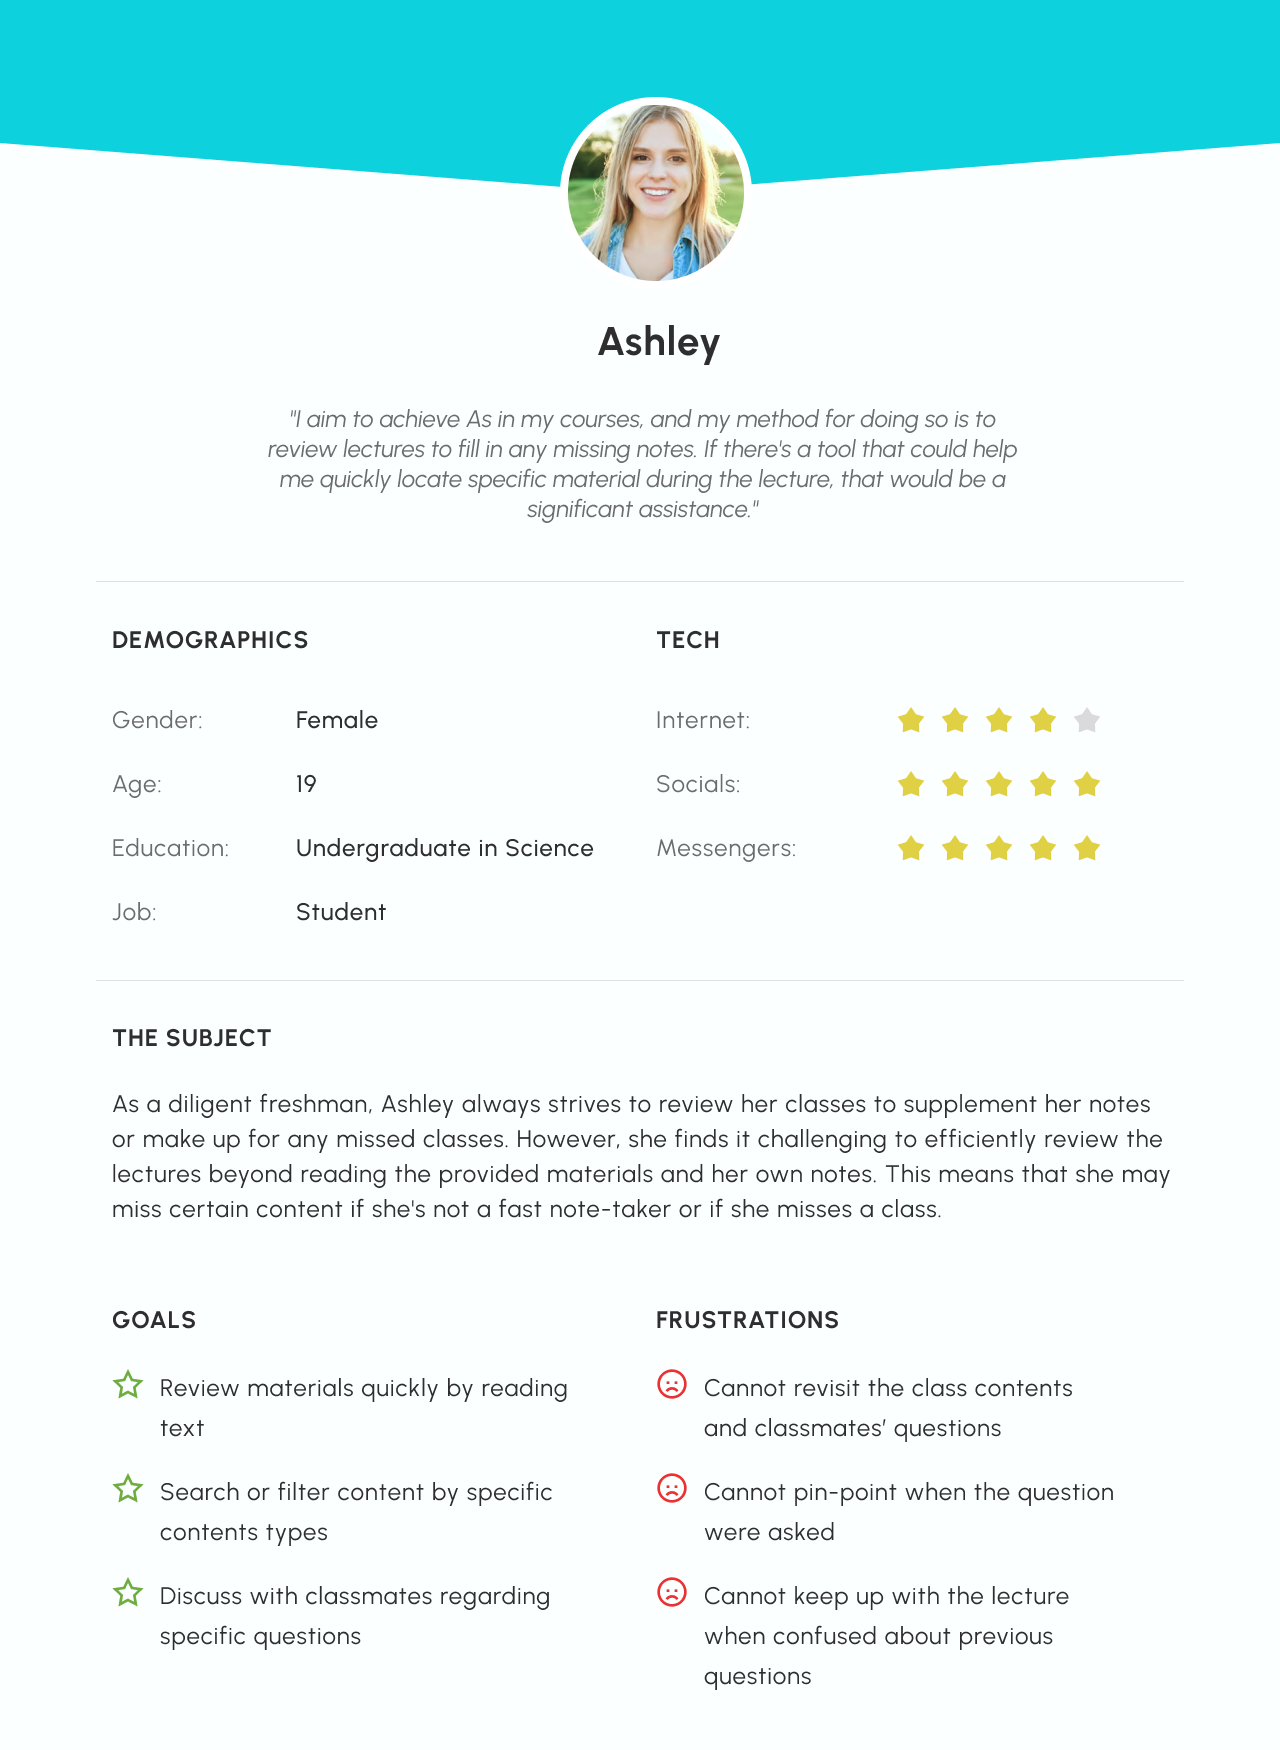 Ashley
"I aim to achieve As in my courses, and my method for doing so is to
review lectures to fill in any missing notes. If there's a tool that could help
me quickly locate specific material during the lecture, that would be a
significant assistance."
DEMOGRAPHICS
Gender: Female
Age: 19
Education: Undergraduate in Science
Job: Student
TECH
Internet:
Socials:
Messengers:
THE SUBJECT
As a diligent freshman, Ashley always strives to review her classes to supplement her notes
or make up for any missed classes. However, she finds it challenging to efficiently review the
lectures beyond reading the provided materials and her own notes. This means that she may
miss certain content if she's not a fast note-taker or if she misses a class.
GOALS
Review materials quickly by reading
text
Search or filter content by specific
contents types
Discuss with classmates regarding
specific questions
FRUSTRATIONS
Cannot revisit the class contents
and classmates’ questions
Cannot pin-point when the question
were asked
Cannot keep up with the lecture
when confused about previous
questions